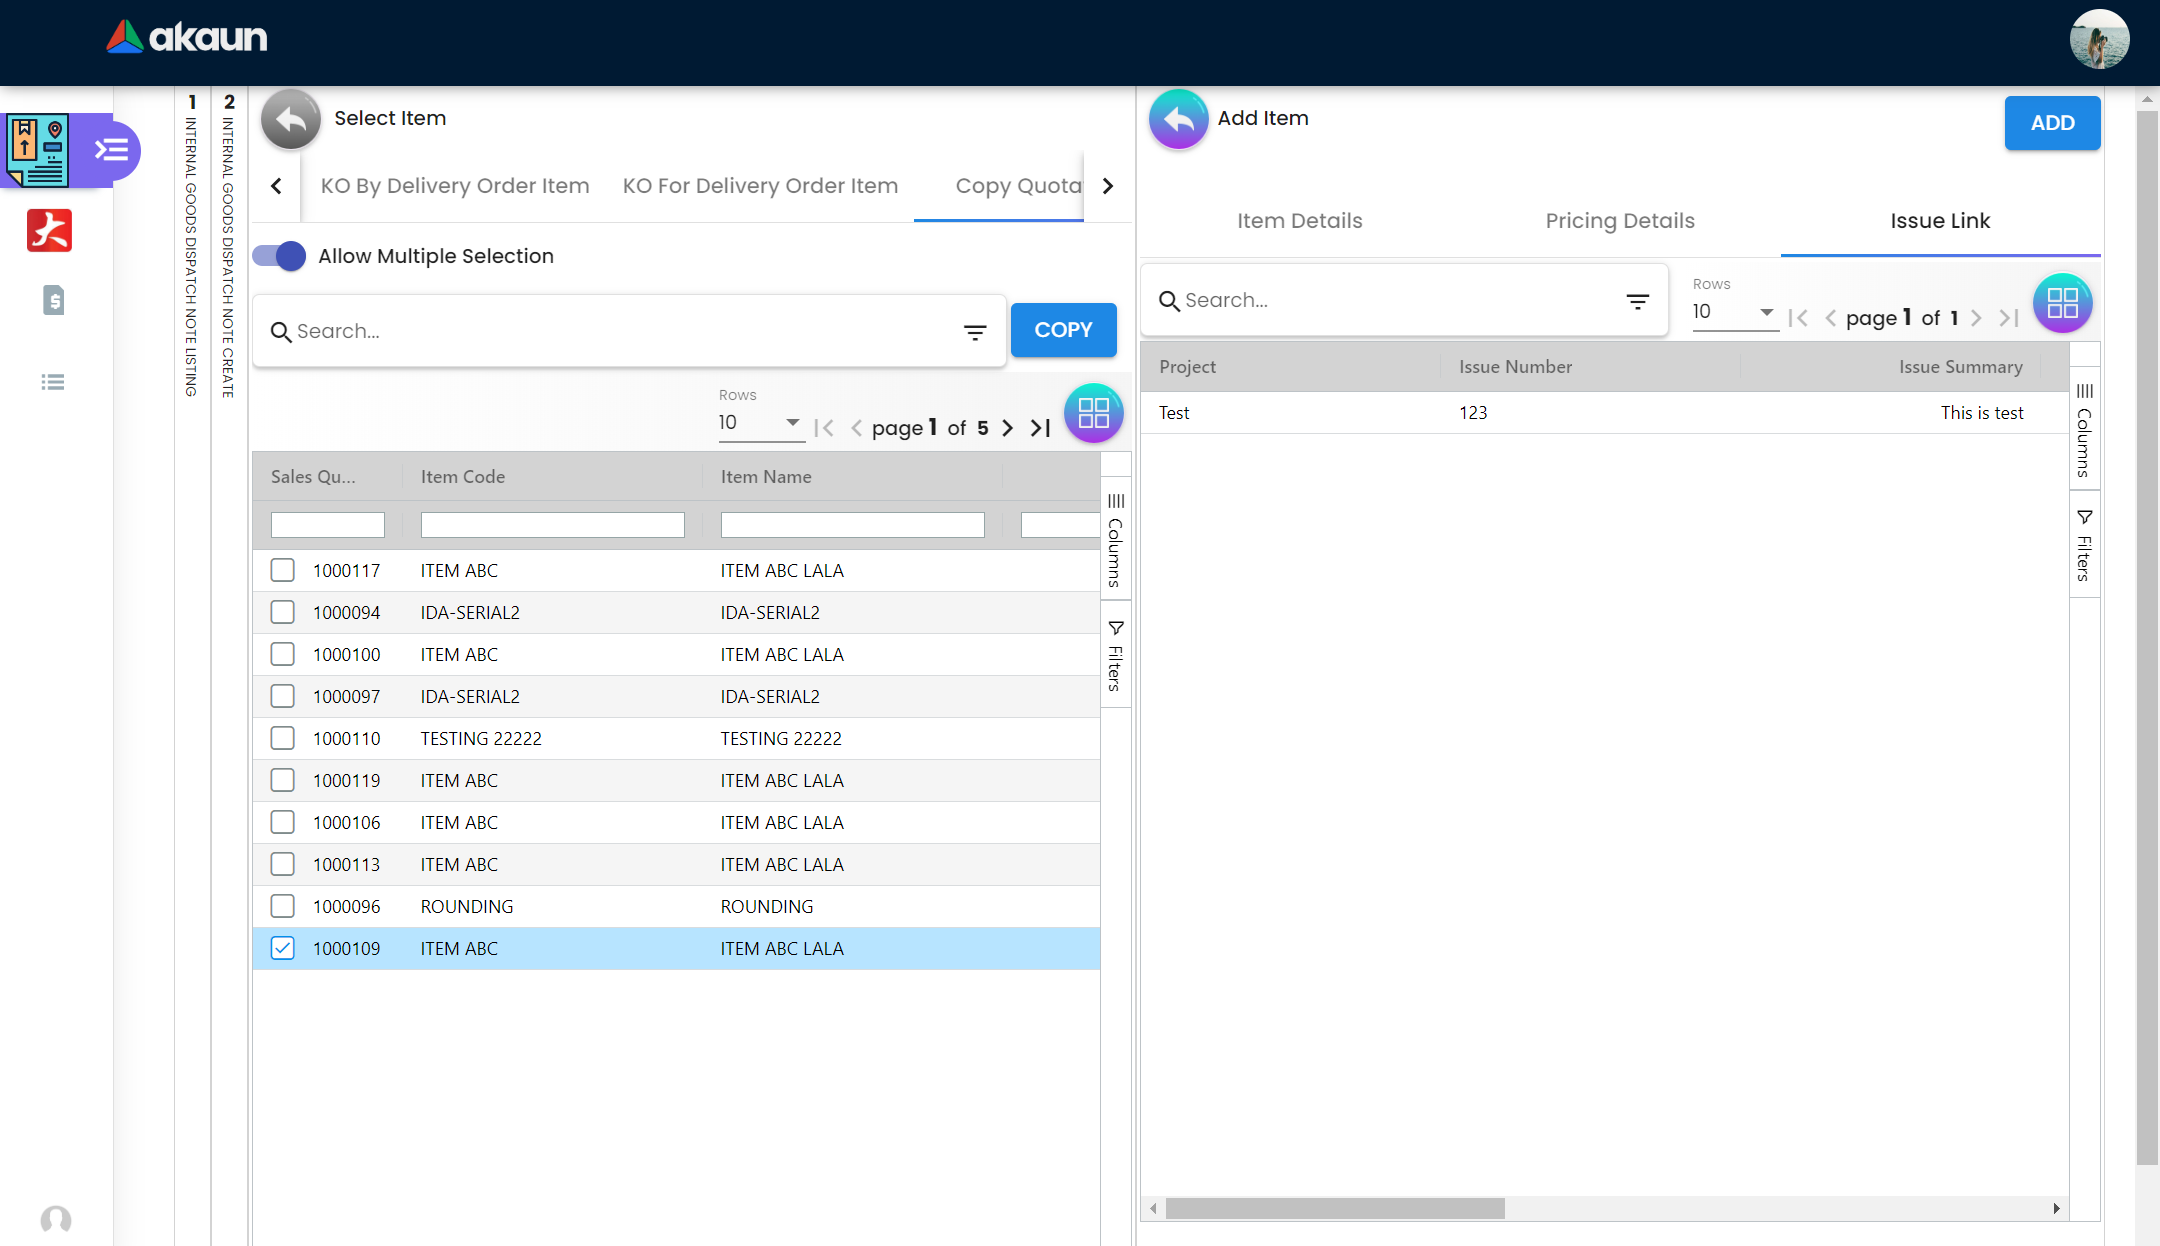 akaun
1 INTERNAL GOODS DISPATCH NOTE LISTING
2 INTERNAL GOODS DISPATCH NOTE CREATE
Select Item
KO By Delivery Order Item
KO For Delivery Order Item
Copy Quota
Allow Multiple Selection
Search...
COPY
Rows
10
page 1 of 5
Sales Qu... Item Code Item Name
1000117 ITEM ABC ITEM ABC LALA
1000094 IDA-SERIAL2 IDA-SERIAL2
1000100 ITEM ABC ITEM ABC LALA
1000097 IDA-SERIAL2 IDA-SERIAL2
1000110 TESTING 22222 TESTING 22222
1000119 ITEM ABC ITEM ABC LALA
1000106 ITEM ABC ITEM ABC LALA
1000113 ITEM ABC ITEM ABC LALA
1000096 ROUNDING ROUNDING
1000109 ITEM ABC ITEM ABC LALA
Columns
Filters
Add Item
ADD
Item Details
Pricing Details
Issue Link
Search...
Rows
10
page 1 of 1
Project Issue Number Issue Summary
Test 123 This is test
Columns
Filters